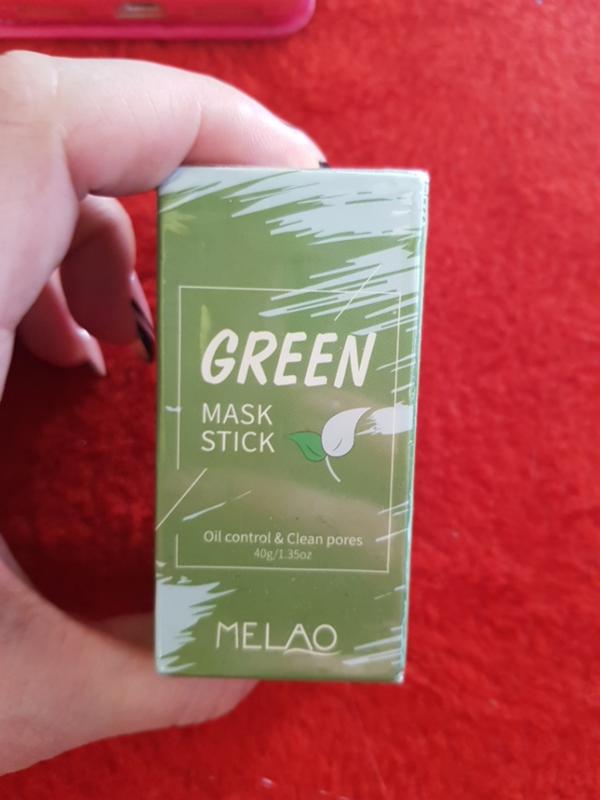 GREEN
MASK
STICK
Oil control & Clean pores
40g/1.35oz
MELAO